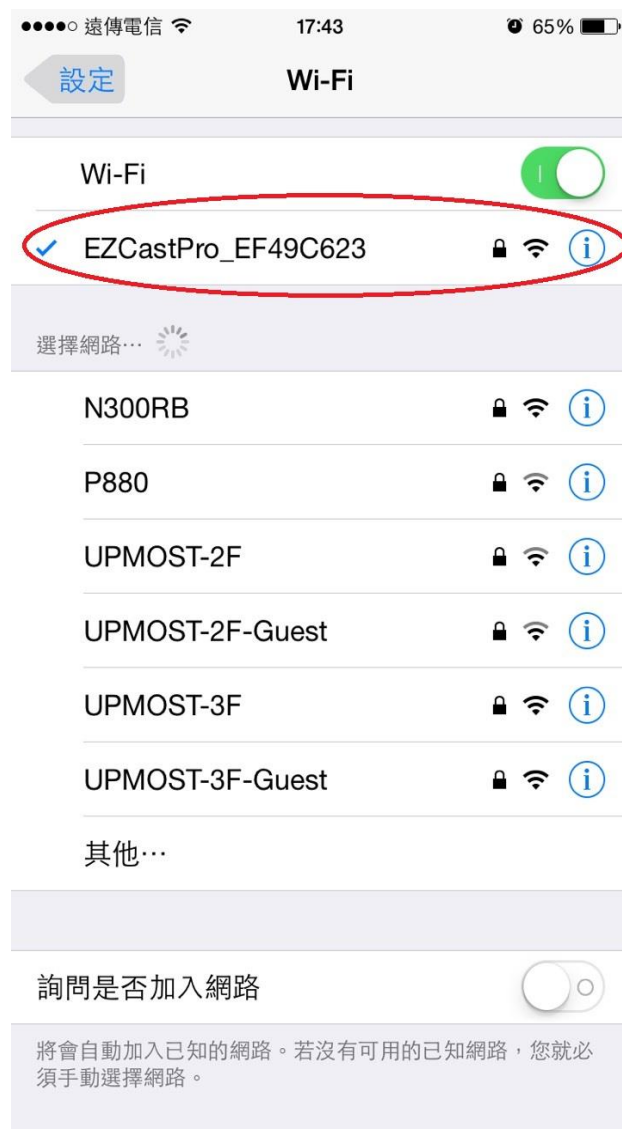 遠傳電信 17:43 65%
設定 Wi-Fi
Wi-Fi
EZCastPro_EF49C623
選擇網路…
N300RB
P880
UPMOST-2F
UPMOST-2F-Guest
UPMOST-3F
UPMOST-3F-Guest
其他…
詢問是否加入網路
將會自動加入已知的網路。若沒有可用的已知網路，您就必
須手動選擇網路。